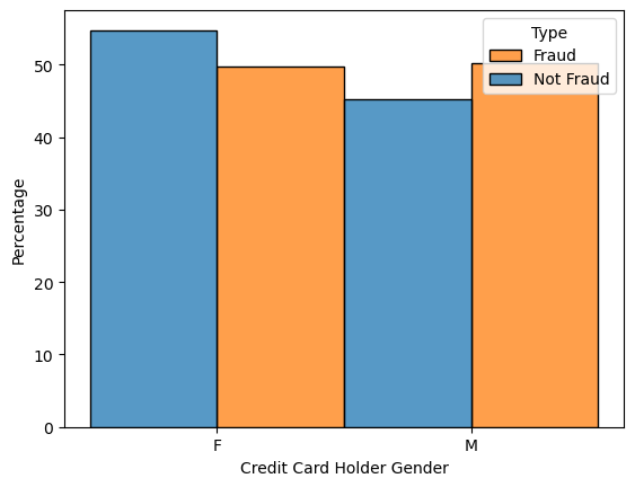 Type
Fraud
Not Fraud
50
40
30
20
10
0
Percentage
F M
Credit Card Holder Gender